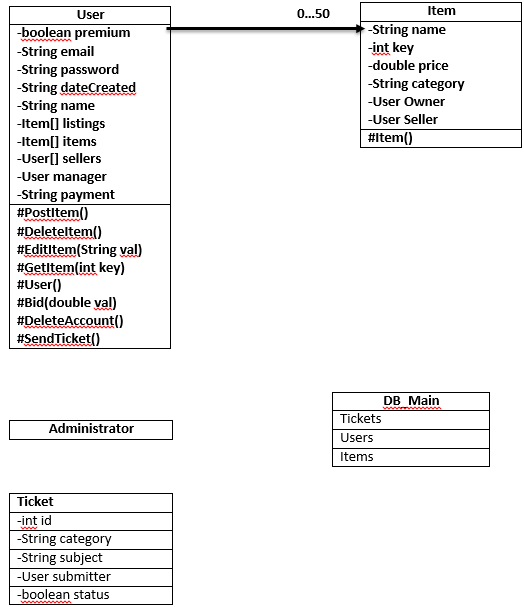 User
-boolean premium
-String email
-String password
-String dateCreated
-String name
-Item[] listings
-Item[] items
-User[] sellers
-User manager
-String payment
#PostItem()
#DeleteItem()
#EditItem(String val)
#GetItem(int key)
#User()
#Bid(double val)
#DeleteAccount()
#SendTicket()
0...50
Item
-String name
-int key
-double price
-String category
-User Owner
-User Seller
#Item()
Administrator
DB_Main
Tickets
Users
Items
Ticket
-int id
-String category
-String subject
-User submitter
-boolean status